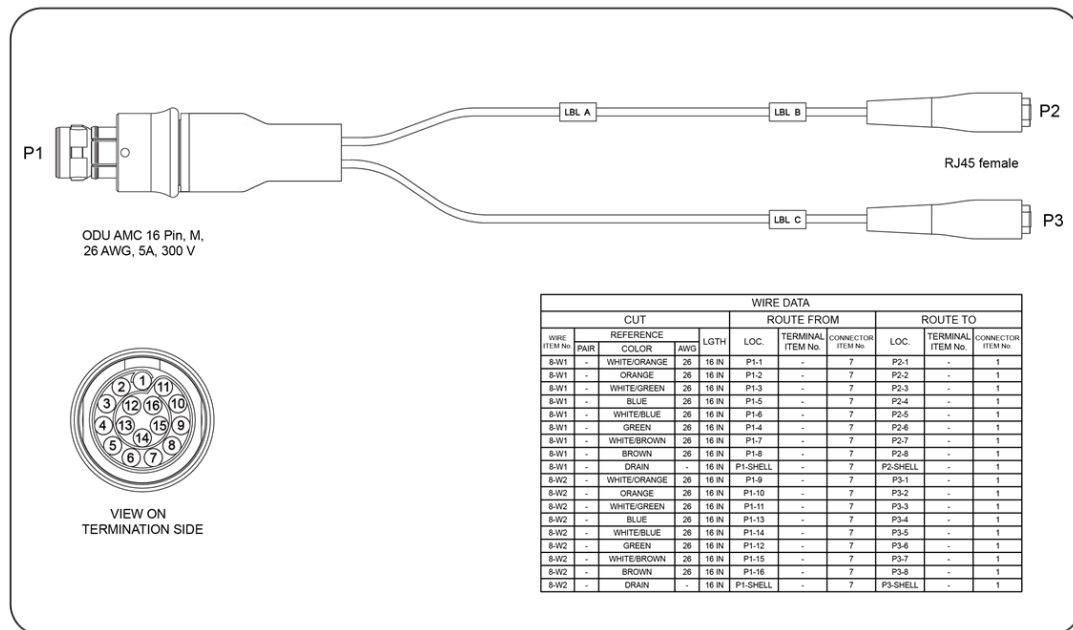 P1
LBL A
LBL B
P2
RJ45 female
LBL C
P3
ODU AMC 16 Pin, M,
26 AWG, 5A, 300 V
1
2
11
3
12
16
10
4
13
15
9
14
5
8
6
7
VIEW ON
TERMINATION SIDE
WIRE DATA
CUT ROUTE FROM ROUTE TO
WIRE ITEM No. REFERENCE LGTH LOC. TERMINAL ITEM No. CONNECTOR ITEM No. LOC. TERMINAL ITEM No. CONNECTOR ITEM No.
PAIR COLOR AWG
8-W1 - WHITE/ORANGE 26 16 IN P1-1 - 7 P2-1 - 1
8-W1 - ORANGE 26 16 IN P1-2 - 7 P2-2 - 1
8-W1 - WHITE/GREEN 26 16 IN P1-3 - 7 P2-3 - 1
8-W1 - BLUE 26 16 IN P1-5 - 7 P2-4 - 1
8-W1 - WHITE/BLUE 26 16 IN P1-6 - 7 P2-5 - 1
8-W1 - GREEN 26 16 IN P1-4 - 7 P2-6 - 1
8-W1 - WHITE/BROWN 26 16 IN P1-7 - 7 P2-7 - 1
8-W1 - BROWN 26 16 IN P1-8 - 7 P2-8 - 1
8-W1 - DRAIN - 16 IN P1-SHELL - 7 P2-SHELL - 1
8-W2 - WHITE/ORANGE 26 16 IN P1-9 - 7 P3-1 - 1
8-W2 - ORANGE 26 16 IN P1-10 - 7 P3-2 - 1
8-W2 - WHITE/GREEN 26 16 IN P1-11 - 7 P3-3 - 1
8-W2 - BLUE 26 16 IN P1-13 - 7 P3-4 - 1
8-W2 - WHITE/BLUE 26 16 IN P1-14 - 7 P3-5 - 1
8-W2 - GREEN 26 16 IN P1-12 - 7 P3-6 - 1
8-W2 - WHITE/BROWN 26 16 IN P1-15 - 7 P3-7 - 1
8-W2 - BROWN 26 16 IN P1-16 - 7 P3-8 - 1
8-W2 - DRAIN - 16 IN P1-SHELL - 7 P3-SHELL - 1